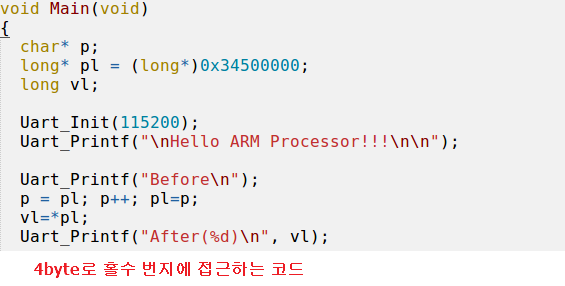 void Main(void)
{
  char* p;
  long* pl = (long*)0x34500000;
  long vl;

  Uart_Init(115200);
  Uart_Printf("\nHello ARM Processor!!!\n\n");

  Uart_Printf("Before\n");
  p = pl; p++; pl=p;
  vl=*pl;
  Uart_Printf("After(%d)\n", vl);
4byte로 홀수 번지에 접근하는 코드